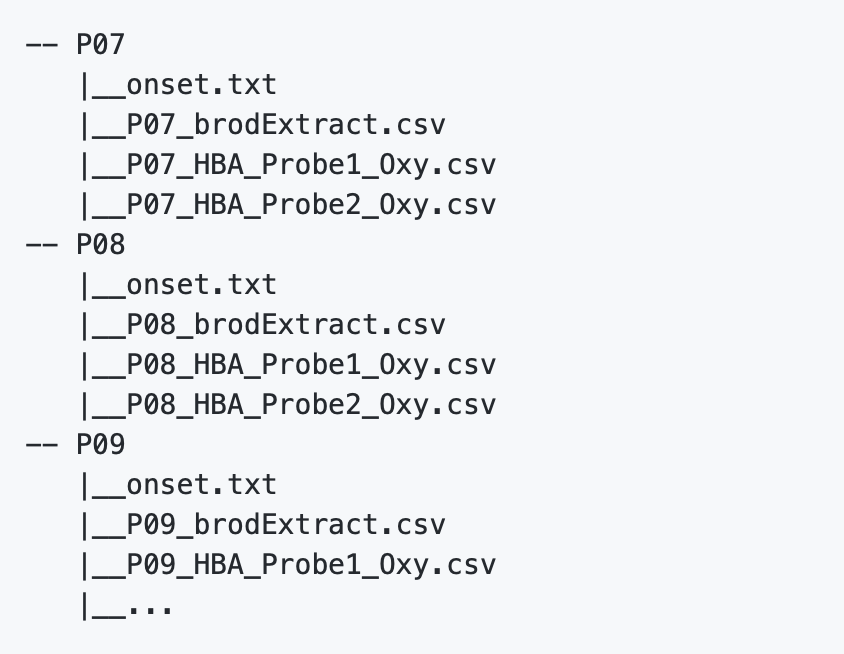 -- P07
   |__onset.txt
   |__P07_brodExtract.csv
   |__P07_HBA_Probe1_Oxy.csv
   |__P07_HBA_Probe2_Oxy.csv
-- P08
   |__onset.txt
   |__P08_brodExtract.csv
   |__P08_HBA_Probe1_Oxy.csv
   |__P08_HBA_Probe2_Oxy.csv
-- P09
   |__onset.txt
   |__P09_brodExtract.csv
   |__P09_HBA_Probe1_Oxy.csv
   |__...